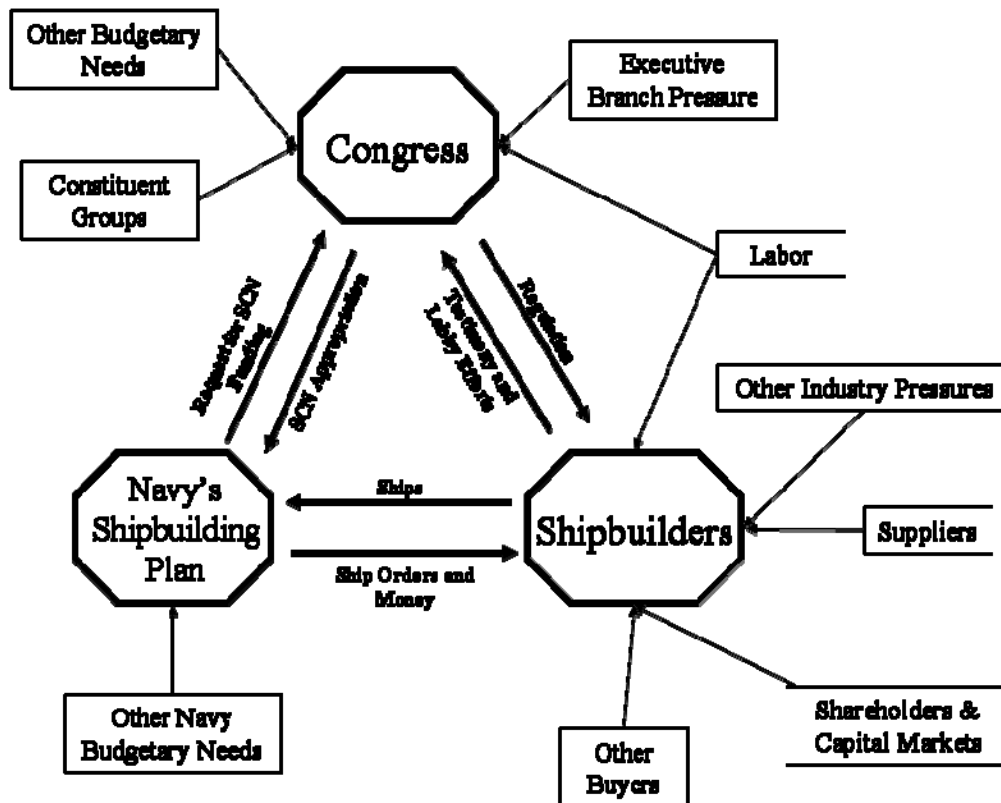 Other Budgetary
Needs
Executive
Branch Pressure
Congress
Constituent
Groups
Labor
Request for SCN
Funding
SCN Appropriation
Testimony and
Lobby Efforts
Regulation
Other Industry Pressures
Navy's
Shipbuilding
Plan
Ships
Ship Orders and
Money
Shipbuilders
Suppliers
Other Navy
Budgetary Needs
Other
Buyers
Shareholders &
Capital Markets